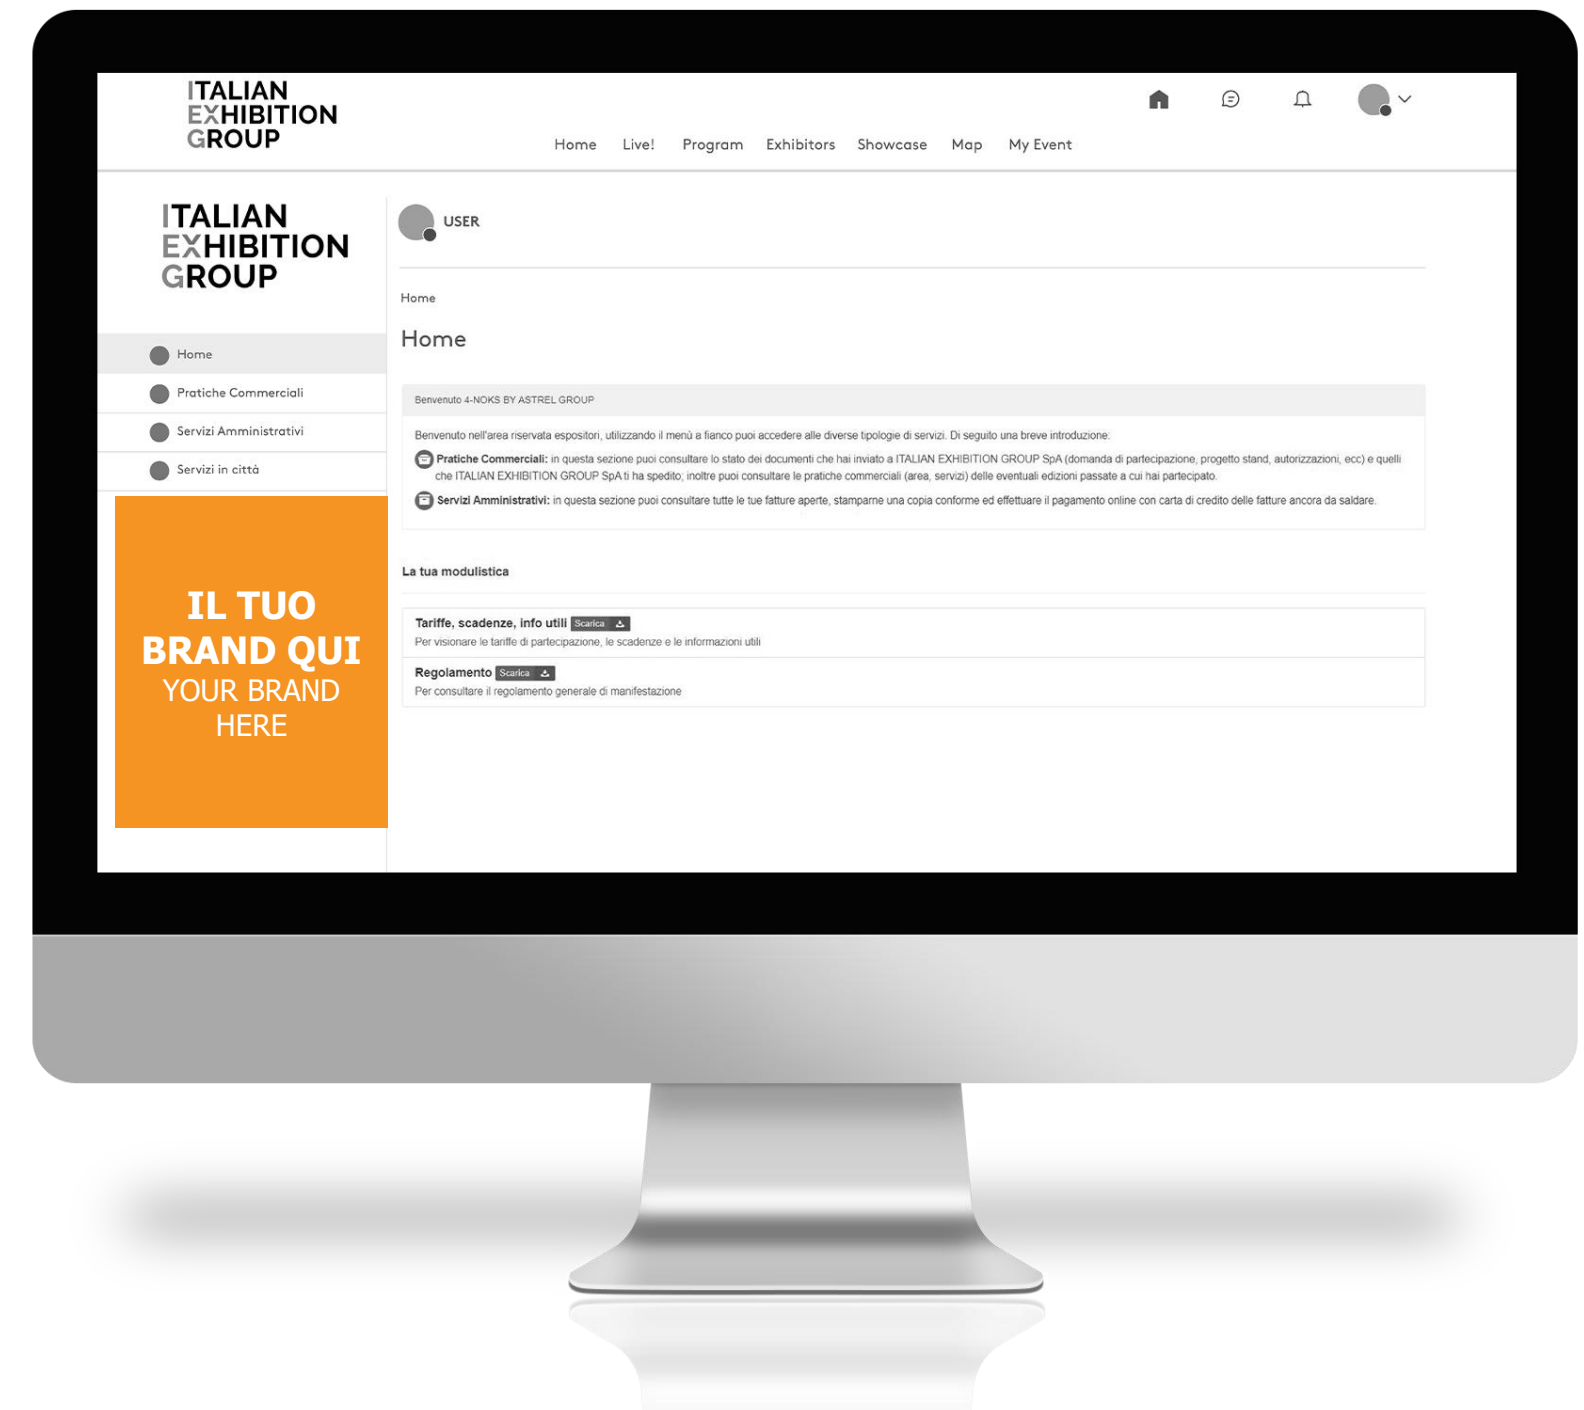 ITALIAN
EXHIBITION
GROUP
Home Live! Program Exhibitors Showcase Map My Event
ITALIAN
EXHIBITION
GROUP
Home
Pratiche Commerciali
Servizi Amministrativi
Servizi in città
IL TUO
BRAND QUI
YOUR BRAND
HERE
USER
Home
Home
Benvenuto 4-NOKS BY ASTREL GROUP
Benvenuto nell'area riservata espositori, utilizzando il menù a fianco puoi accedere alle diverse tipologie di servizi. Di seguito una breve introduzione:
Pratiche Commerciali: in questa sezione puoi consultare lo stato dei documenti che hai inviato a ITALIAN EXHIBITION GROUP SpA (domanda di partecipazione, progetto stand, autorizzazioni, ecc) e quelli
che ITALIAN EXHIBITION GROUP SpA ti ha spedito; inoltre puoi consultare le pratiche commerciali (area, servizi) delle eventuali edizioni passate a cui hai partecipato.
Servizi Amministrativi: in questa sezione puoi consultare tutte le tue fatture aperte, stamparne una copia conforme ed effettuare il pagamento online con carta di credito delle fatture ancora da saldare.
La tua modulistica
Tariffe, scadenze, info utili Scarica
Per visionare le tariffe di partecipazione, le scadenze e le informazioni utili
Regolamento Scarica
Per consultare il regolamento generale di manifestazione